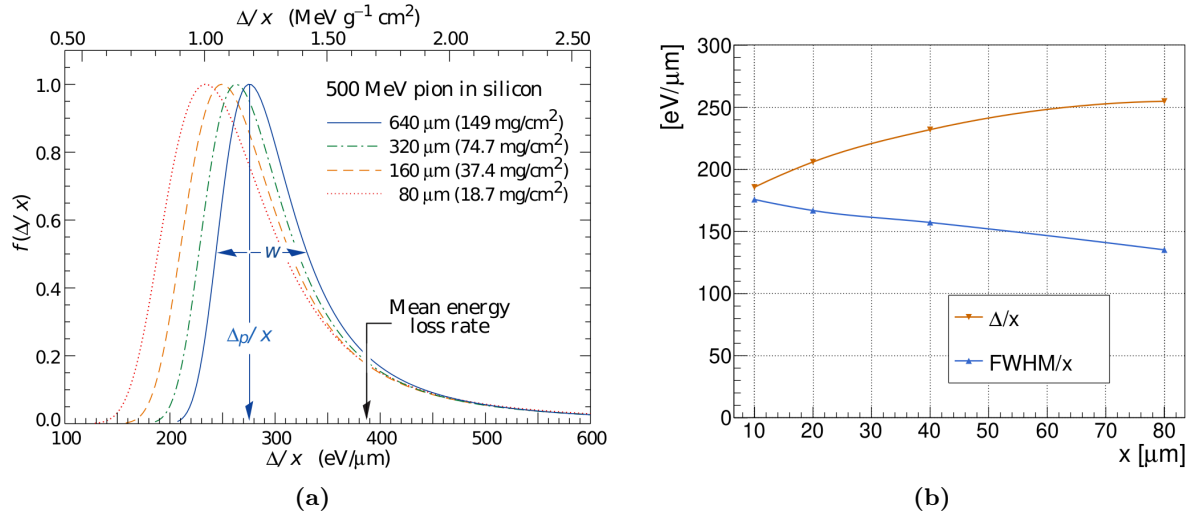 Δ/x (MeV g⁻¹ cm²)
0.50 1.00 1.50 2.00 2.50
500 MeV pion in silicon
640 μm (149 mg/cm²)
320 μm (74.7 mg/cm²)
160 μm (37.4 mg/cm²)
80 μm (18.7 mg/cm²)
f(Δ/x)
1.0
0.8
0.6
0.4
0.2
0.0
w
Δp/x
Mean energy
loss rate
100 200 300 400 500 600
Δ/x (eV/μm)
(a)
[eV/μm]
300
250
200
150
100
50
0
Δ/x
FWHM/x
10 20 30 40 50 60 70 80
x [μm]
(b)